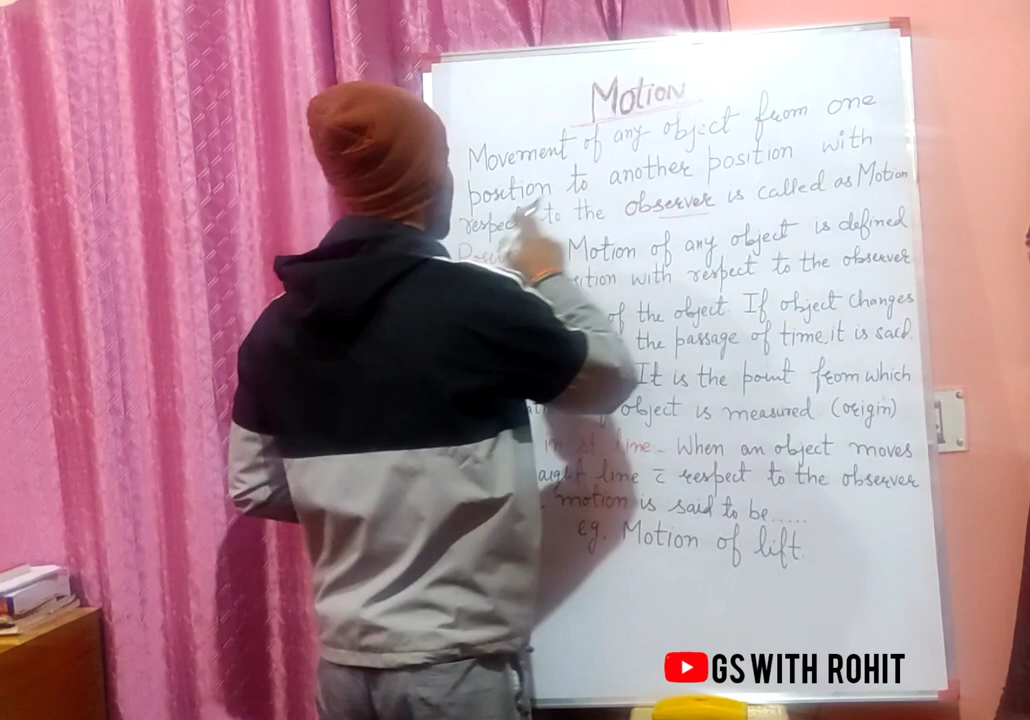 Motion
Movement of any object from one
position to another position with
respect to the observer is called as Motion
Motion of any object is defined
with respect to the observer
of the object. If object changes
the passage of time, it is said.
It is the point from which
object is measured (origin)
in st line - When an object moves
aight line c̄ respect to the observer
motion is said to be.....
eg. Motion of lift.
GS WITH ROHIT